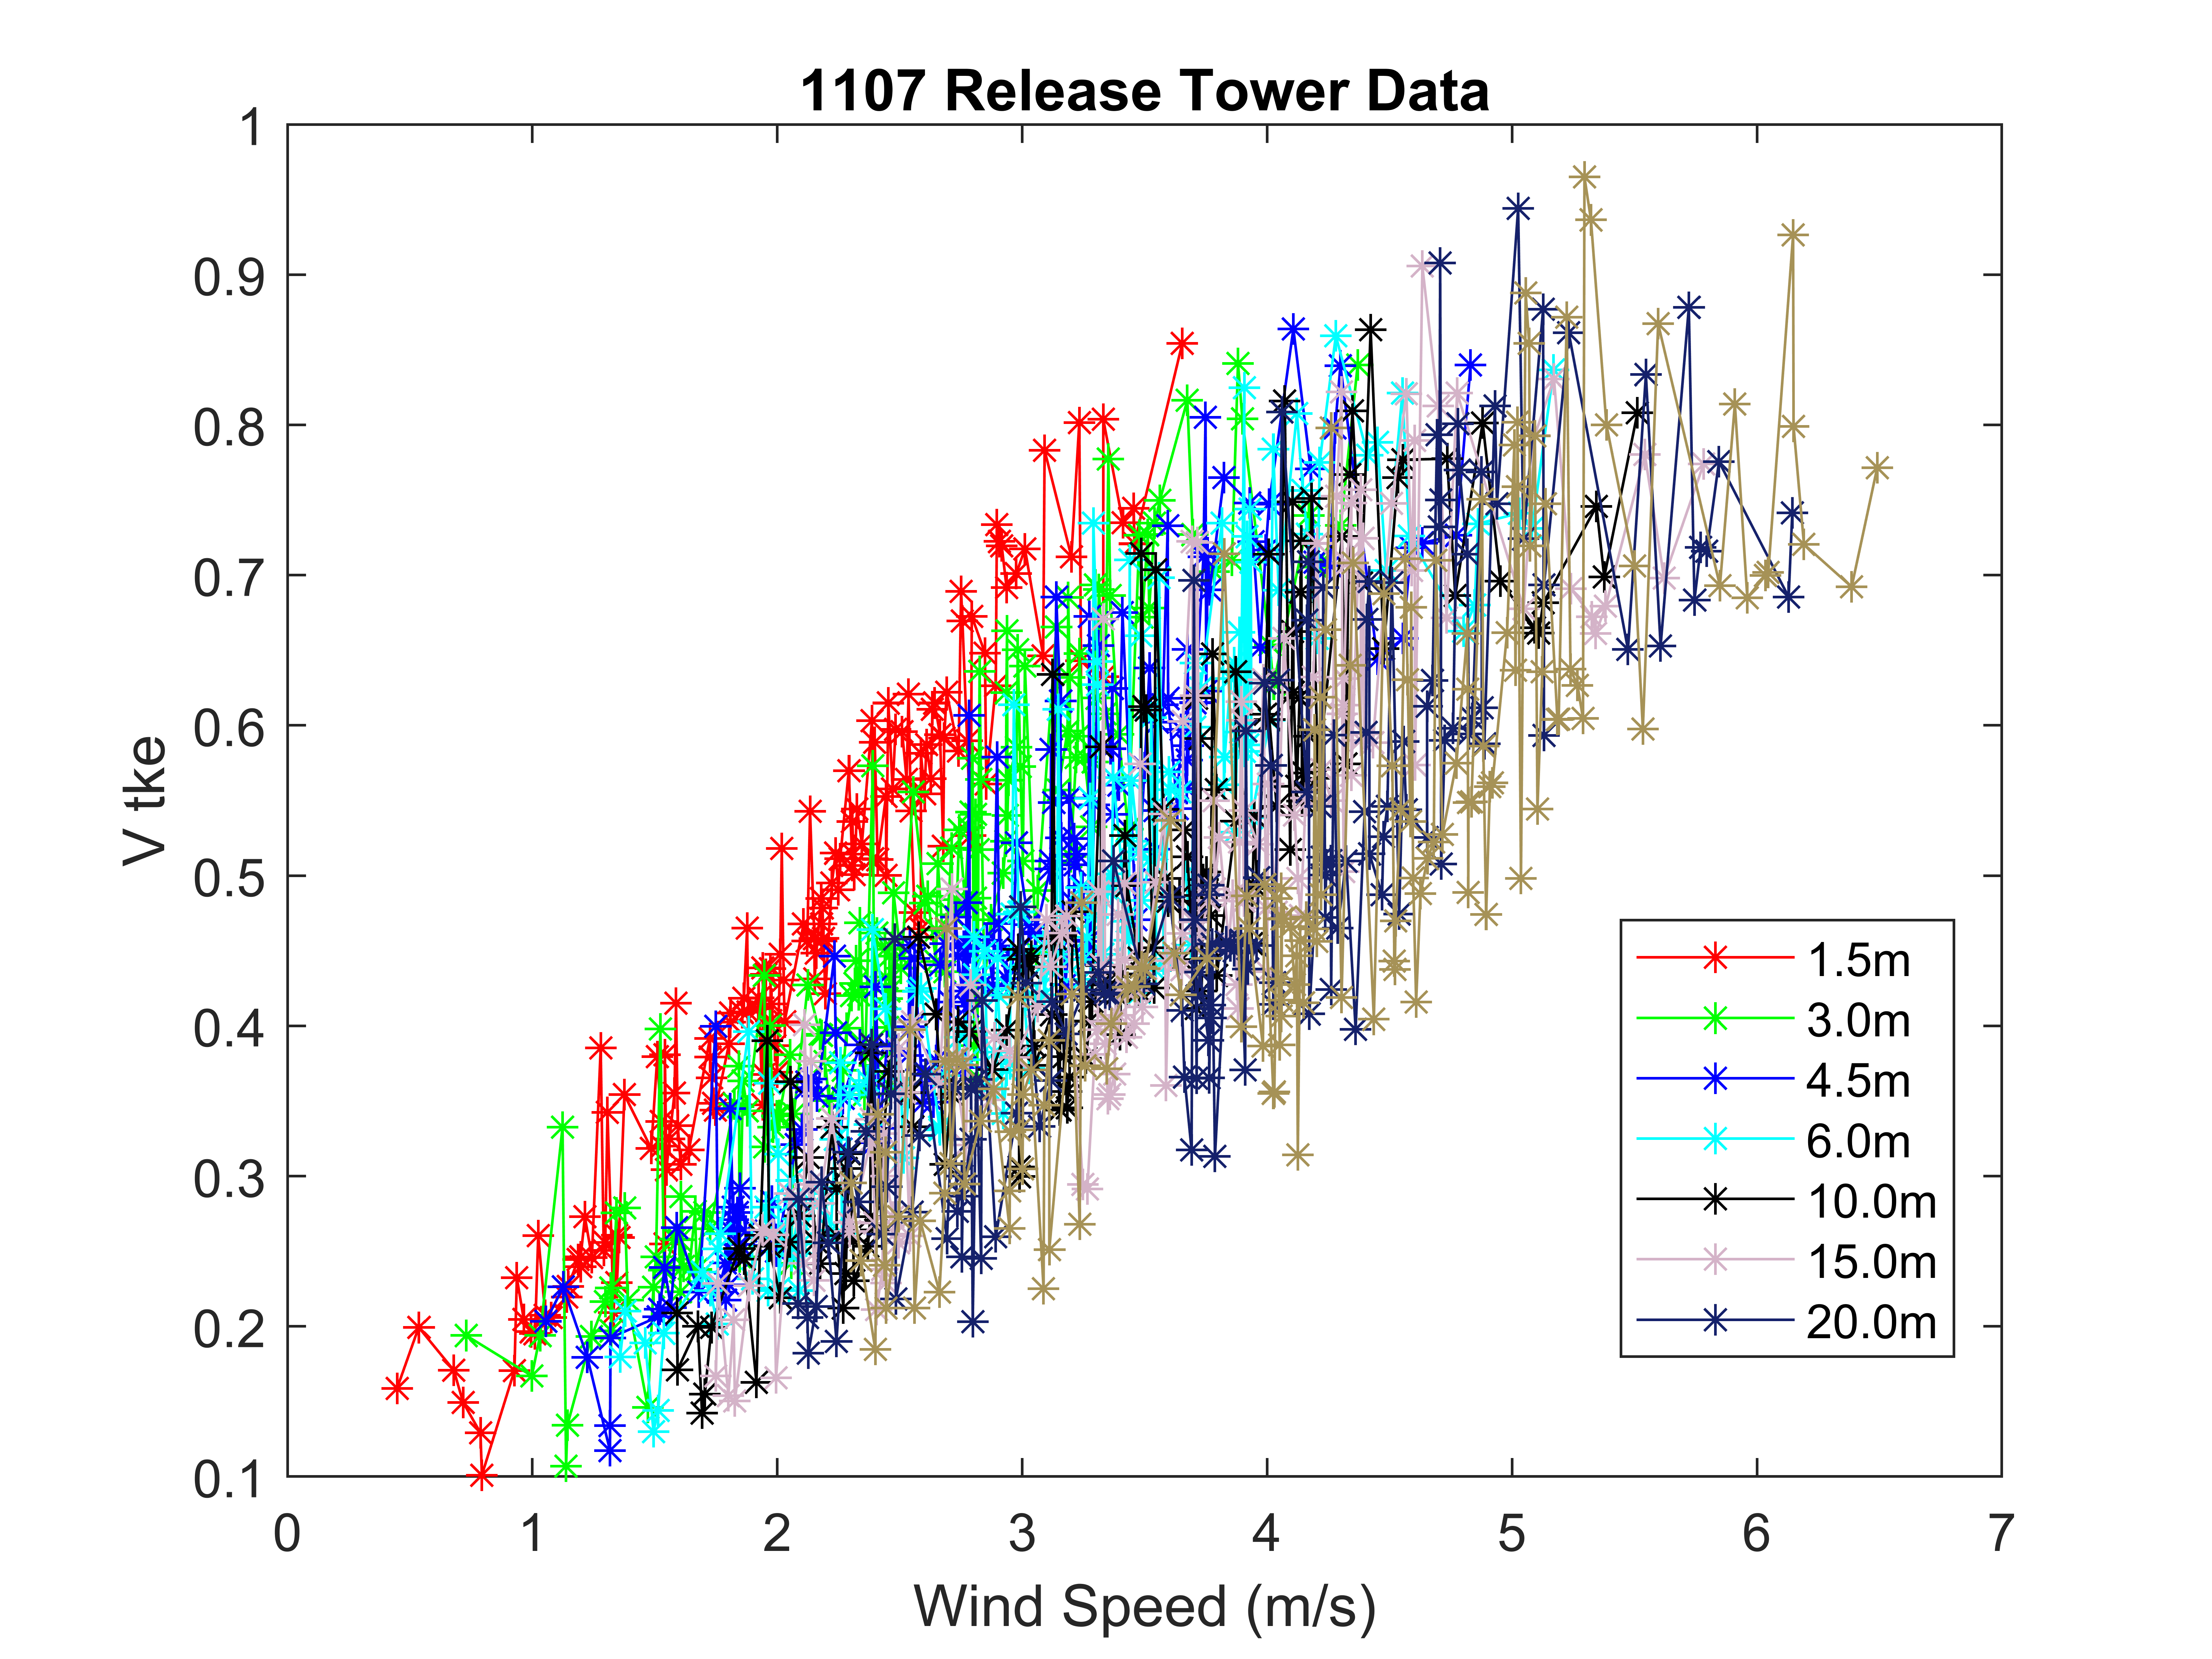 1107 Release Tower Data
1
0.9
0.8
0.7
0.6
0.5
0.4
0.3
0.2
0.1
V tke
0 1 2 3 4 5 6 7
Wind Speed (m/s)
1.5m
3.0m
4.5m
6.0m
10.0m
15.0m
20.0m